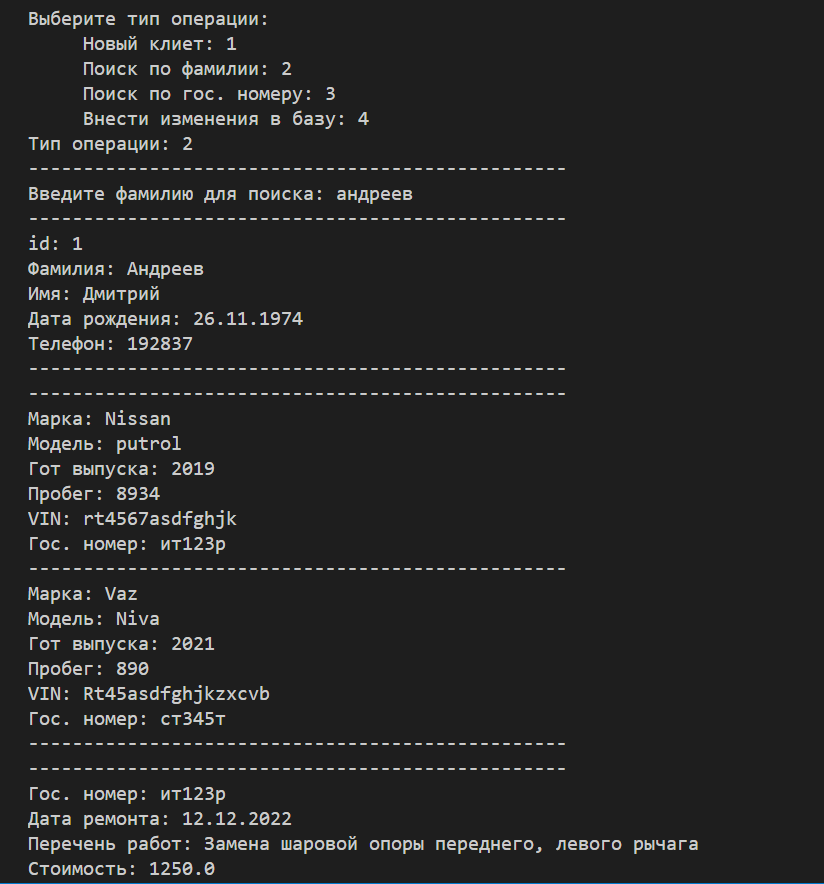 Выберите тип операции:
Новый клиет: 1
Поиск по фамилии: 2
Поиск по гос. номеру: 3
Внести изменения в базу: 4
Тип операции: 2
-------------------------------------------------
Введите фамилию для поиска: андреев
-------------------------------------------------
id: 1
Фамилия: Андреев
Имя: Дмитрий
Дата рождения: 26.11.1974
Телефон: 192837
-------------------------------------------------
-------------------------------------------------
Марка: Nissan
Модель: putrol
Гот выпуска: 2019
Пробег: 8934
VIN: rt4567asdfghjk
Гос. номер: ит123р
-------------------------------------------------
Марка: Vaz
Модель: Niva
Гот выпуска: 2021
Пробег: 890
VIN: Rt45asdfghjkzxcvb
Гос. номер: ст345т
-------------------------------------------------
-------------------------------------------------
Гос. номер: ит123р
Дата ремонта: 12.12.2022
Перечень работ: Замена шаровой опоры переднего, левого рычага
Стоимость: 1250.0